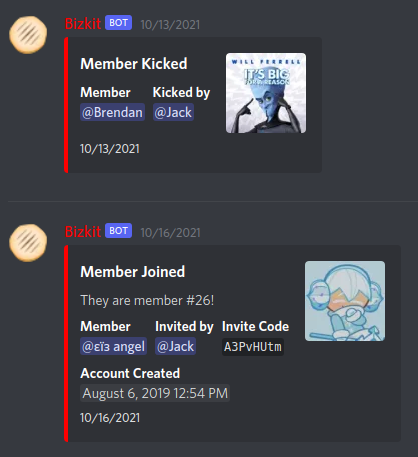 Bizkit BOT 10/13/2021
Member Kicked
WILL FERRELL
IT'S BIG
FOR A REASON
Member Kicked by
@Brendan @Jack
10/13/2021
Bizkit BOT 10/16/2021
Member Joined
They are member #26!
Member Invited by Invite Code
@εïз angel @Jack A3PvHUtm
Account Created
August 6, 2019 12:54 PM
10/16/2021